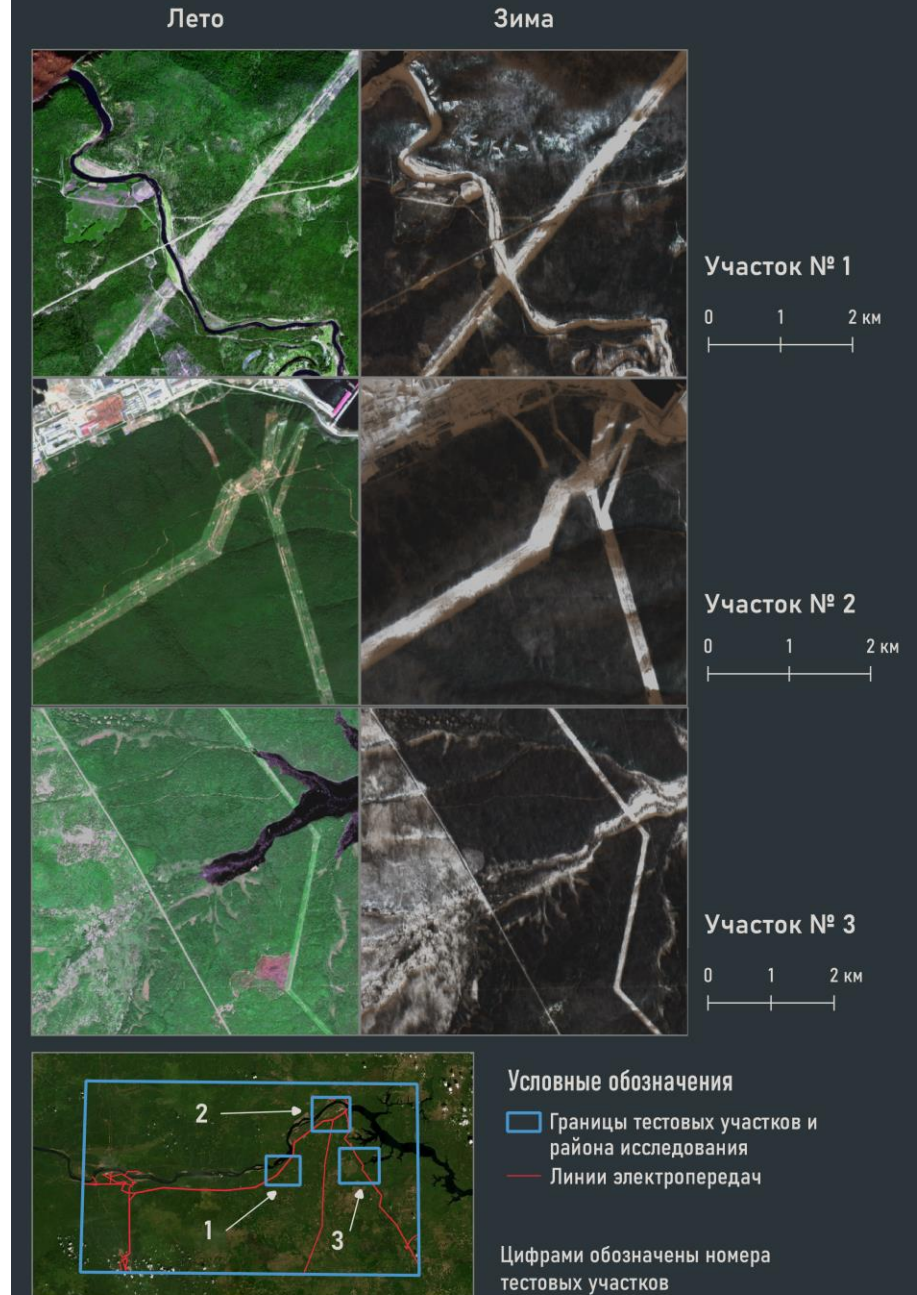 Лето
Зима
Участок № 1
0 1 2 км
Участок № 2
0 1 2 км
Участок № 3
0 1 2 км
2
1
3
Условные обозначения
Границы тестовых участков и
района исследования
Линии электропередач
Цифрами обозначены номера
тестовых участков